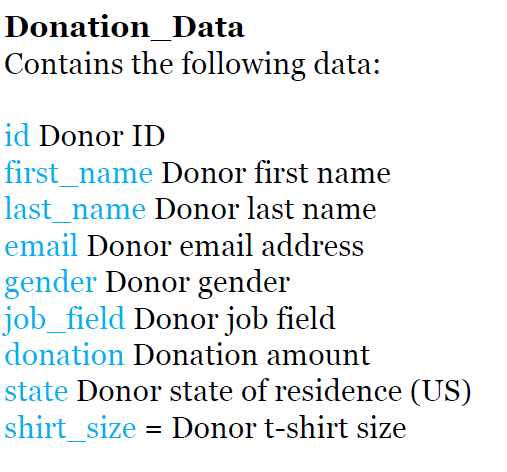 Donation_Data
Contains the following data:
id Donor ID
first_name Donor first name
last_name Donor last name
email Donor email address
gender Donor gender
job_field Donor job field
donation Donation amount
state Donor state of residence (US)
shirt_size = Donor t-shirt size